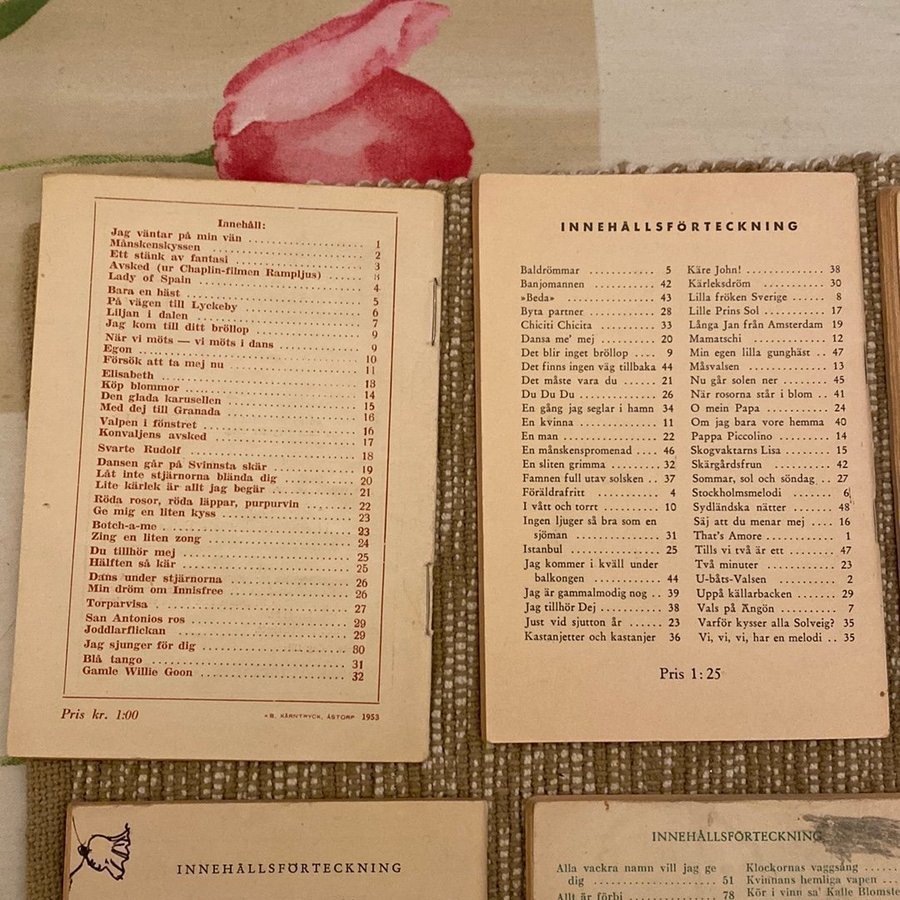 Innehåll:
Jag väntar på min vän ........ 1
Månskenskyssen ........ 2
Ett stänk av fantasi ........ 3
Avsked (ur Chaplin-filmen Rampljus) ........ 3
Lady of Spain ........ 4
Bara en häst ........ 5
På vägen till Lyckeby ........ 6
Liljan i dalen ........ 7
Jag kom till ditt bröllop ........ 9
När vi möts — vi möts i dans ........ 9
Egon ........ 10
Försök att ta mej nu ........ 11
Elisabeth ........ 13
Köp blommor ........ 14
Den glada karusellen ........ 15
Med dej till Granada ........ 16
Valpen i fönstret ........ 16
Konvaljens avsked ........ 17
Svarte Rudolf ........ 18
Dansen går på Svinnsta skär ........ 19
Låt inte stjärnorna blända dig ........ 20
Lite kärlek är allt jag begär ........ 21
Röda rosor, röda läppar, purpurvin ........ 22
Ge mig en liten kyss ........ 23
Botch-a-me ........ 23
Zing en liten zong ........ 24
Du tillhör mej ........ 25
Hälften så kär ........ 25
Dans under stjärnorna ........ 26
Min dröm om Innisfree ........ 26
Torparvisa ........ 27
San Antonios ros ........ 29
Joddlarflickan ........ 29
Jag sjunger för dig ........ 30
Blå tango ........ 31
Gamle Willie Goon ........ 32
Pris kr. 1:00
B. KÄRNTRYCK, ÅSTORP 1953
INNEHÅLLSFÖRTECKNING
Baldrömmar ........ 5
Banjomannen ........ 42
»Beda» ........ 43
Byta partner ........ 28
Chiciti Chicita ........ 33
Dansa me' mej ........ 20
Det blir inget bröllop .... 9
Det finns ingen väg tillbaka 44
Det måste vara du ........ 21
Du Du Du ........ 26
En gång jag seglar i hamn 34
En kvinna ........ 11
En man ........ 22
En månskenspromenad .... 46
En sliten grimma ........ 32
Famnen full utav solsken .. 37
Föräldrafritt ........ 4
I vått och torrt ........ 10
Ingen ljuger så bra som en
sjöman ........ 31
Istanbul ........ 25
Jag kommer i kväll under
balkongen ........ 44
Jag är gammalmodig nog .. 39
Jag tillhör Dej ........ 38
Just vid sjutton år ..... 23
Kastanjetter och kastanjer 36
Käre John! ........ 38
Kärleksdröm ........ 30
Lilla fröken Sverige ..... 8
Lille Prins Sol ........ 17
Långa Jan från Amsterdam 19
Mamatschi ........ 12
Min egen lilla gunghäst .. 47
Måsvalsen ........ 13
Nu går solen ner ........ 45
När rosorna står i blom .. 41
O mein Papa ........ 24
Om jag bara vore hemma 40
Pappa Piccolino ........ 14
Skogvaktarns Lisa ........ 15
Skärgårdsfrun ........ 42
Sommar, sol och söndag .. 27
Stockholmsmelodi ........ 6
Sydländska nätter ........ 48
Säj att du menar mej .... 16
That's Amore ........ 1
Tills vi två är ett ........ 47
Två minuter ........ 23
U-båts-Valsen ........ 2
Uppå källarbacken ........ 29
Vals på Ängön ........ 7
Varför kysser alla Solveig? 35
Vi, vi, vi, har en melodi .. 35
Pris 1:25
INNEHÅLLSFÖRTECKNING
INNEHÅLLSFÖRTECKNING
Alla vackra namn vill jag ge
dig ........ 51
Allt är förbi ........ 78
Klockornas vaggsång ....
Kvinnans hemliga vapen ...
Kör i vinn sa' Kalle Blomste